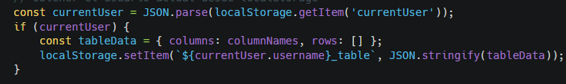 const currentUser = JSON.parse(localStorage.getItem('currentUser'));
if (currentUser) {
const tableData = { columns: columnNames, rows: [] };
localStorage.setItem(`${currentUser.username}_table`, JSON.stringify(tableData));
}